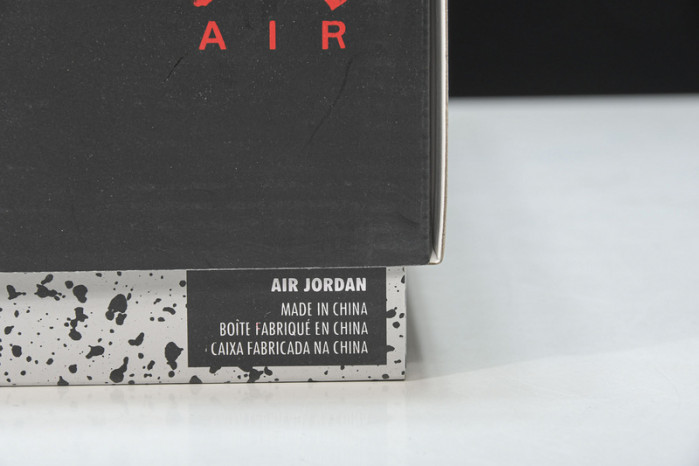 AIR
AIR JORDAN
MADE IN CHINA
BOÎTE FABRIQUÉ EN CHINA
CAIXA FABRICADA NA CHINA